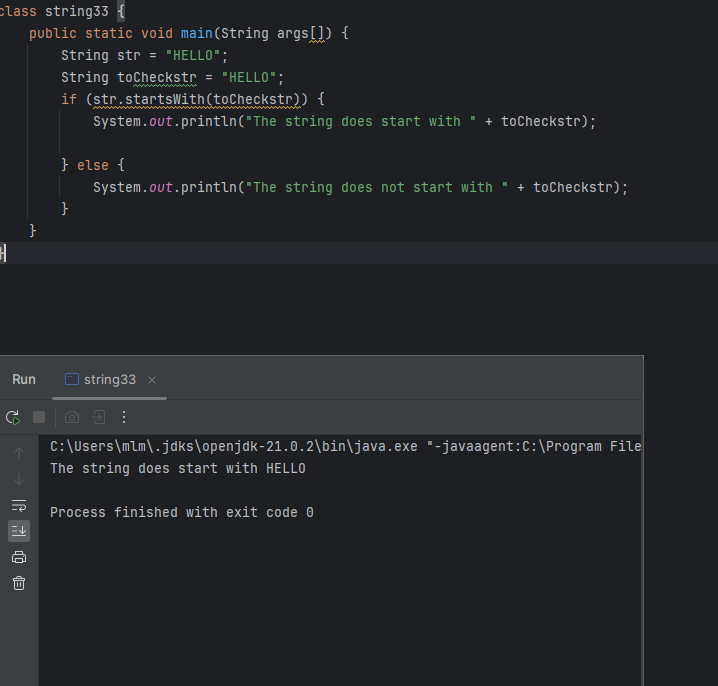 class string33 {
public static void main(String args[]) {
String str = "HELLO";
String toCheckstr = "HELLO";
if (str.startsWith(toCheckstr)) {
System.out.println("The string does start with " + toCheckstr);
} else {
System.out.println("The string does not start with " + toCheckstr);
}
}
}
Run string33
C:\Users\mlm\.jdks\openjdk-21.0.2\bin\java.exe "-javaagent:C:\Program File
The string does start with HELLO
Process finished with exit code 0